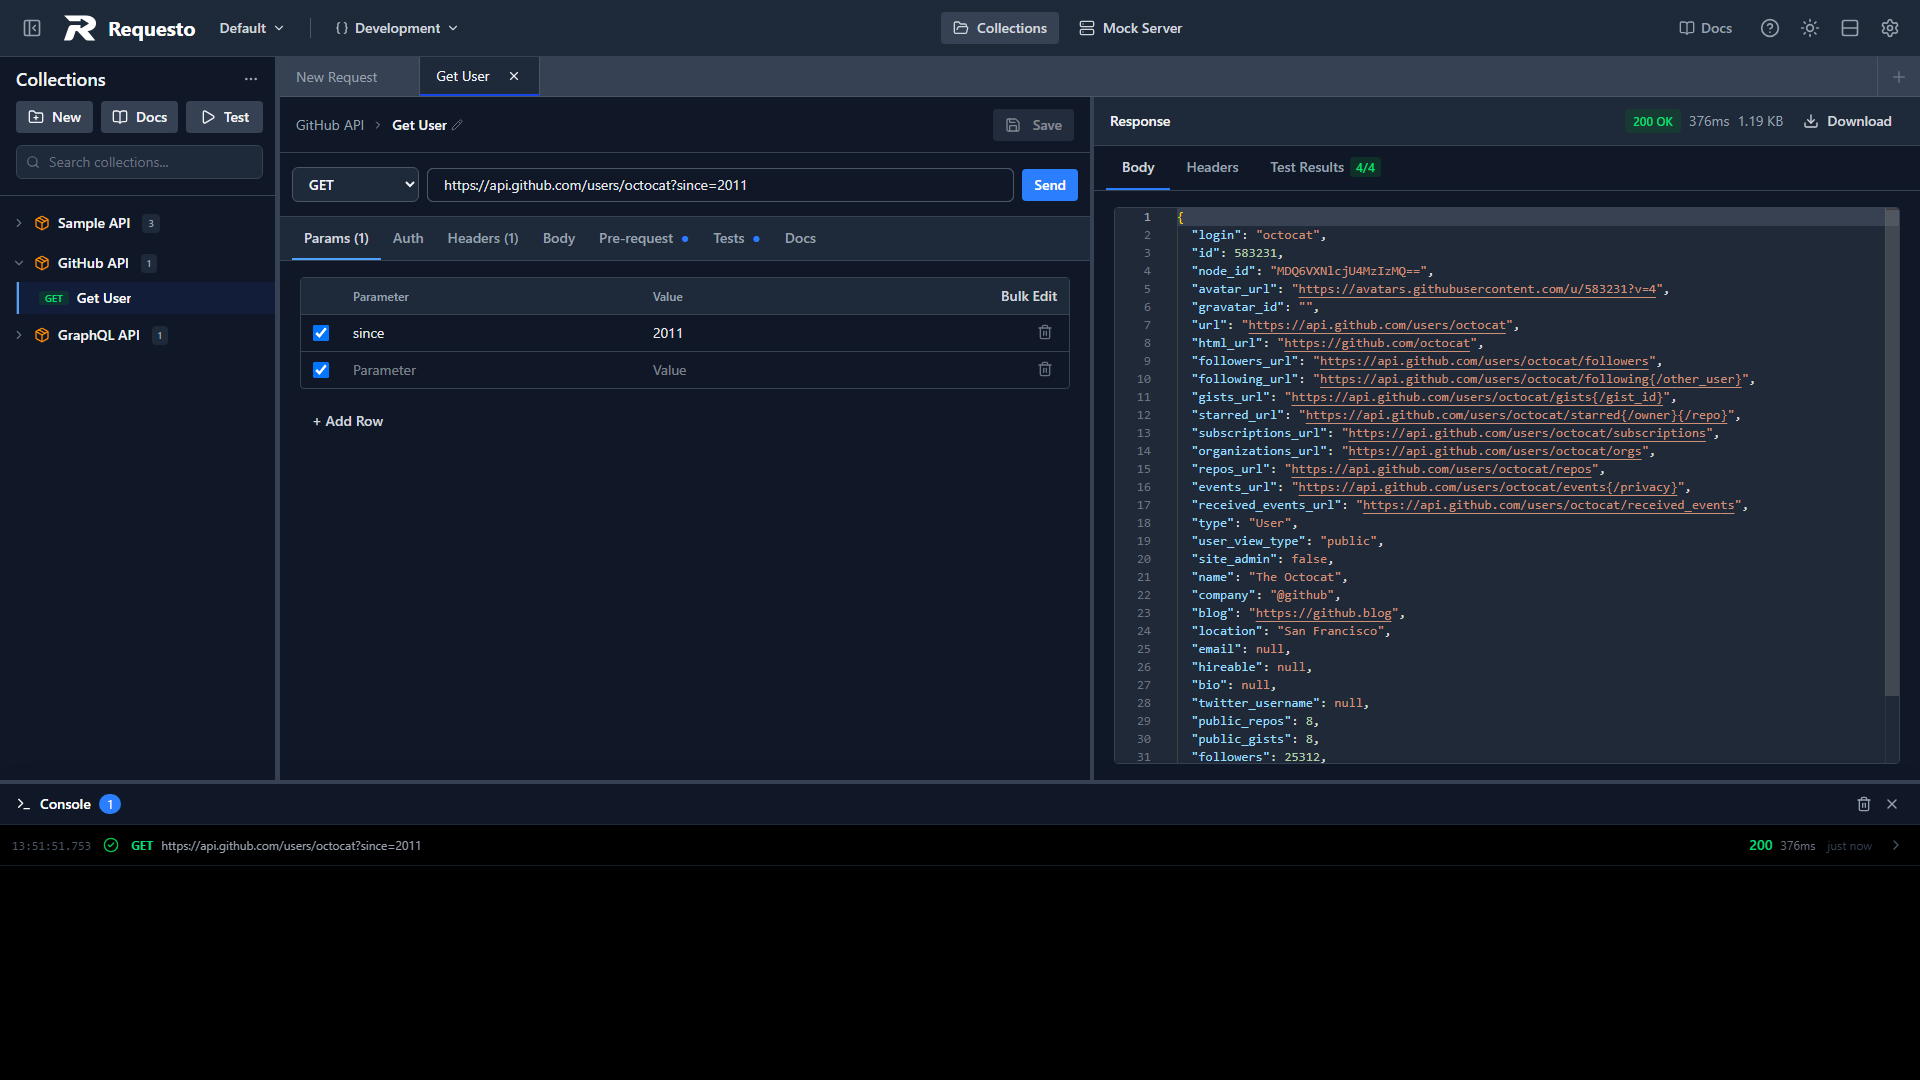 Requesto
Default
{ } Development
Collections
Mock Server
Docs
Collections
New
Docs
Test
Search collections...
Sample API 3
GitHub API 1
GET Get User
GraphQL API 1
New Request
Get User
GitHub API > Get User
Save
GET
https://api.github.com/users/octocat?since=2011
Send
Params (1)
Auth
Headers (1)
Body
Pre-request
Tests
Docs
Parameter
Value
Bulk Edit
since
2011
Parameter
Value
+ Add Row
Response
200 OK
376ms
1.19 KB
Download
Body
Headers
Test Results 4/4
1 {
2 "login": "octocat",
3 "id": 583231,
4 "node_id": "MDQ6VXNlcjU4MzIzMQ==",
5 "avatar_url": "https://avatars.githubusercontent.com/u/583231?v=4",
6 "gravatar_id": "",
7 "url": "https://api.github.com/users/octocat",
8 "html_url": "https://github.com/octocat",
9 "followers_url": "https://api.github.com/users/octocat/followers",
10 "following_url": "https://api.github.com/users/octocat/following{/other_user}",
11 "gists_url": "https://api.github.com/users/octocat/gists{/gist_id}",
12 "starred_url": "https://api.github.com/users/octocat/starred{/owner}{/repo}",
13 "subscriptions_url": "https://api.github.com/users/octocat/subscriptions",
14 "organizations_url": "https://api.github.com/users/octocat/orgs",
15 "repos_url": "https://api.github.com/users/octocat/repos",
16 "events_url": "https://api.github.com/users/octocat/events{/privacy}",
17 "received_events_url": "https://api.github.com/users/octocat/received_events",
18 "type": "User",
19 "user_view_type": "public",
20 "site_admin": false,
21 "name": "The Octocat",
22 "company": "@github",
23 "blog": "https://github.blog",
24 "location": "San Francisco",
25 "email": null,
26 "hireable": null,
27 "bio": null,
28 "twitter_username": null,
29 "public_repos": 8,
30 "public_gists": 8,
31 "followers": 25312,
Console 1
13:51:51.753 GET https://api.github.com/users/octocat?since=2011
200 376ms just now